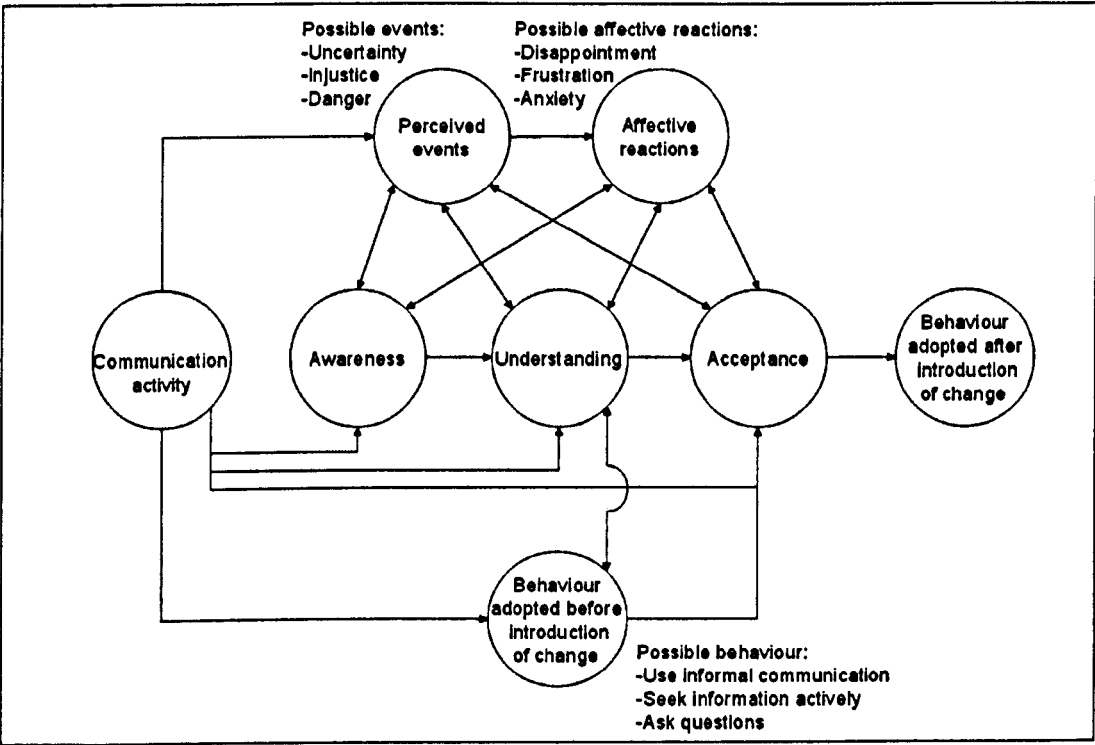 Possible events:
-Uncertainty
-Injustice
-Danger
Possible affective reactions:
-Disappointment
-Frustration
-Anxiety
Perceived
events
Affective
reactions
Communication
activity
Awareness
Understanding
Acceptance
Behaviour
adopted after
introduction
of change
Behaviour
adopted before
introduction
of change
Possible behaviour:
-Use informal communication
-Seek information actively
-Ask questions